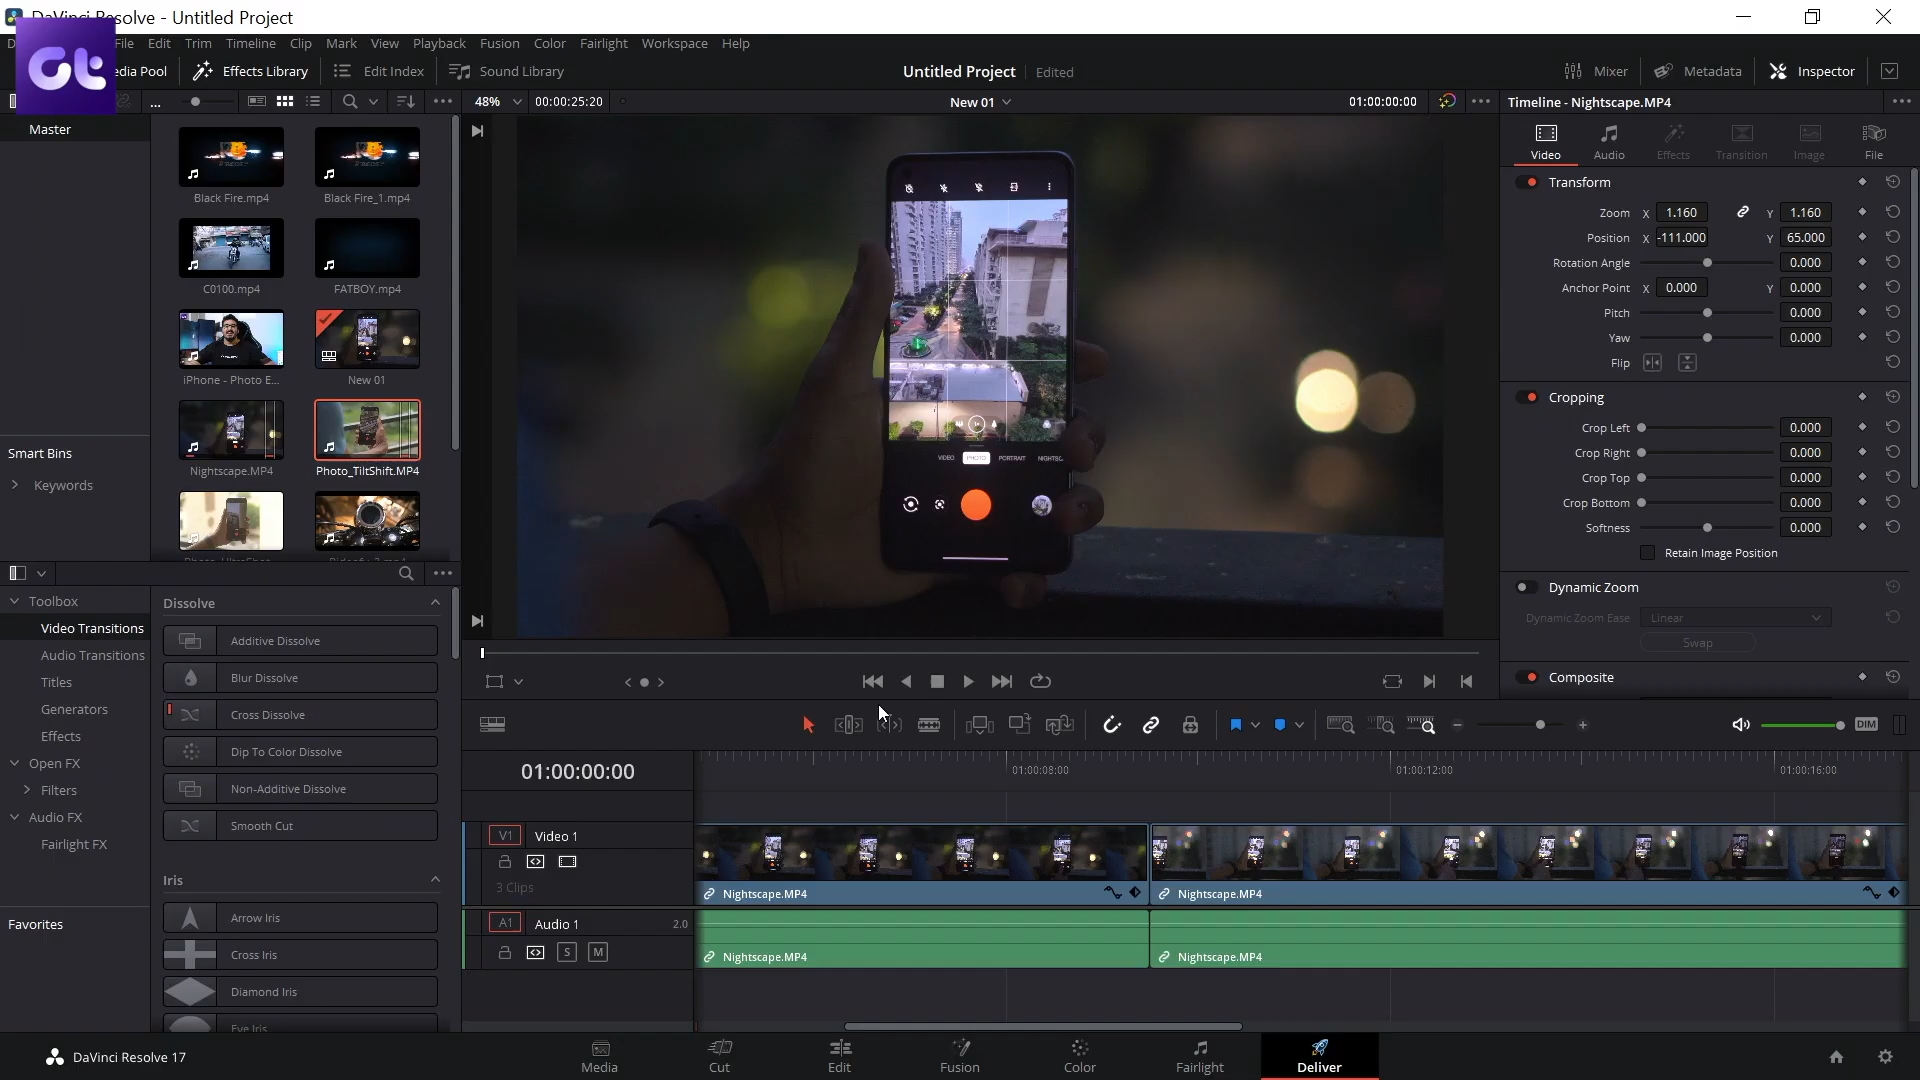 DaVinci Resolve - Untitled Project
File Edit Trim Timeline Clip Mark View Playback Fusion Color Fairlight Workspace Help
Gt
Effects Library
Edit Index
Sound Library
Untitled Project
Edited
Mixer
Metadata
Inspector
...
48%
00:00:25:20
New 01
01:00:00:00
Timeline - Nightscape.MP4
Master
Black Fire.mp4
Black Fire_1.mp4
C0100.mp4
FATBOY.mp4
iPhone - Photo E...
New 01
Nightscape.MP4
Photo_TiltShift.MP4
Smart Bins
Keywords
VIDEO PHOTO PORTRAIT
Video
Audio
Effects
Transition
Image
File
Transform
Zoom X 1.160 Y 1.160
Position X -111.000 Y 65.000
Rotation Angle 0.000
Anchor Point X 0.000 Y 0.000
Pitch 0.000
Yaw 0.000
Flip
Cropping
Crop Left 0.000
Crop Right 0.000
Crop Top 0.000
Crop Bottom 0.000
Softness 0.000
Retain Image Position
Dynamic Zoom
Dynamic Zoom Ease Linear
Swap
Composite
Toolbox
Video Transitions
Audio Transitions
Titles
Generators
Effects
Open FX
Filters
Audio FX
Fairlight FX
Favorites
Dissolve
Additive Dissolve
Blur Dissolve
Cross Dissolve
Dip To Color Dissolve
Non-Additive Dissolve
Smooth Cut
Iris
Arrow Iris
Cross Iris
Diamond Iris
Eye Iris
DIM
01:00:00:00
01:00:08:00
01:00:12:00
01:00:16:00
V1 Video 1
3 Clips
Nightscape.MP4
Nightscape.MP4
A1 Audio 1 2.0
S M
Nightscape.MP4
Nightscape.MP4
DaVinci Resolve 17
Media
Cut
Edit
Fusion
Color
Fairlight
Deliver